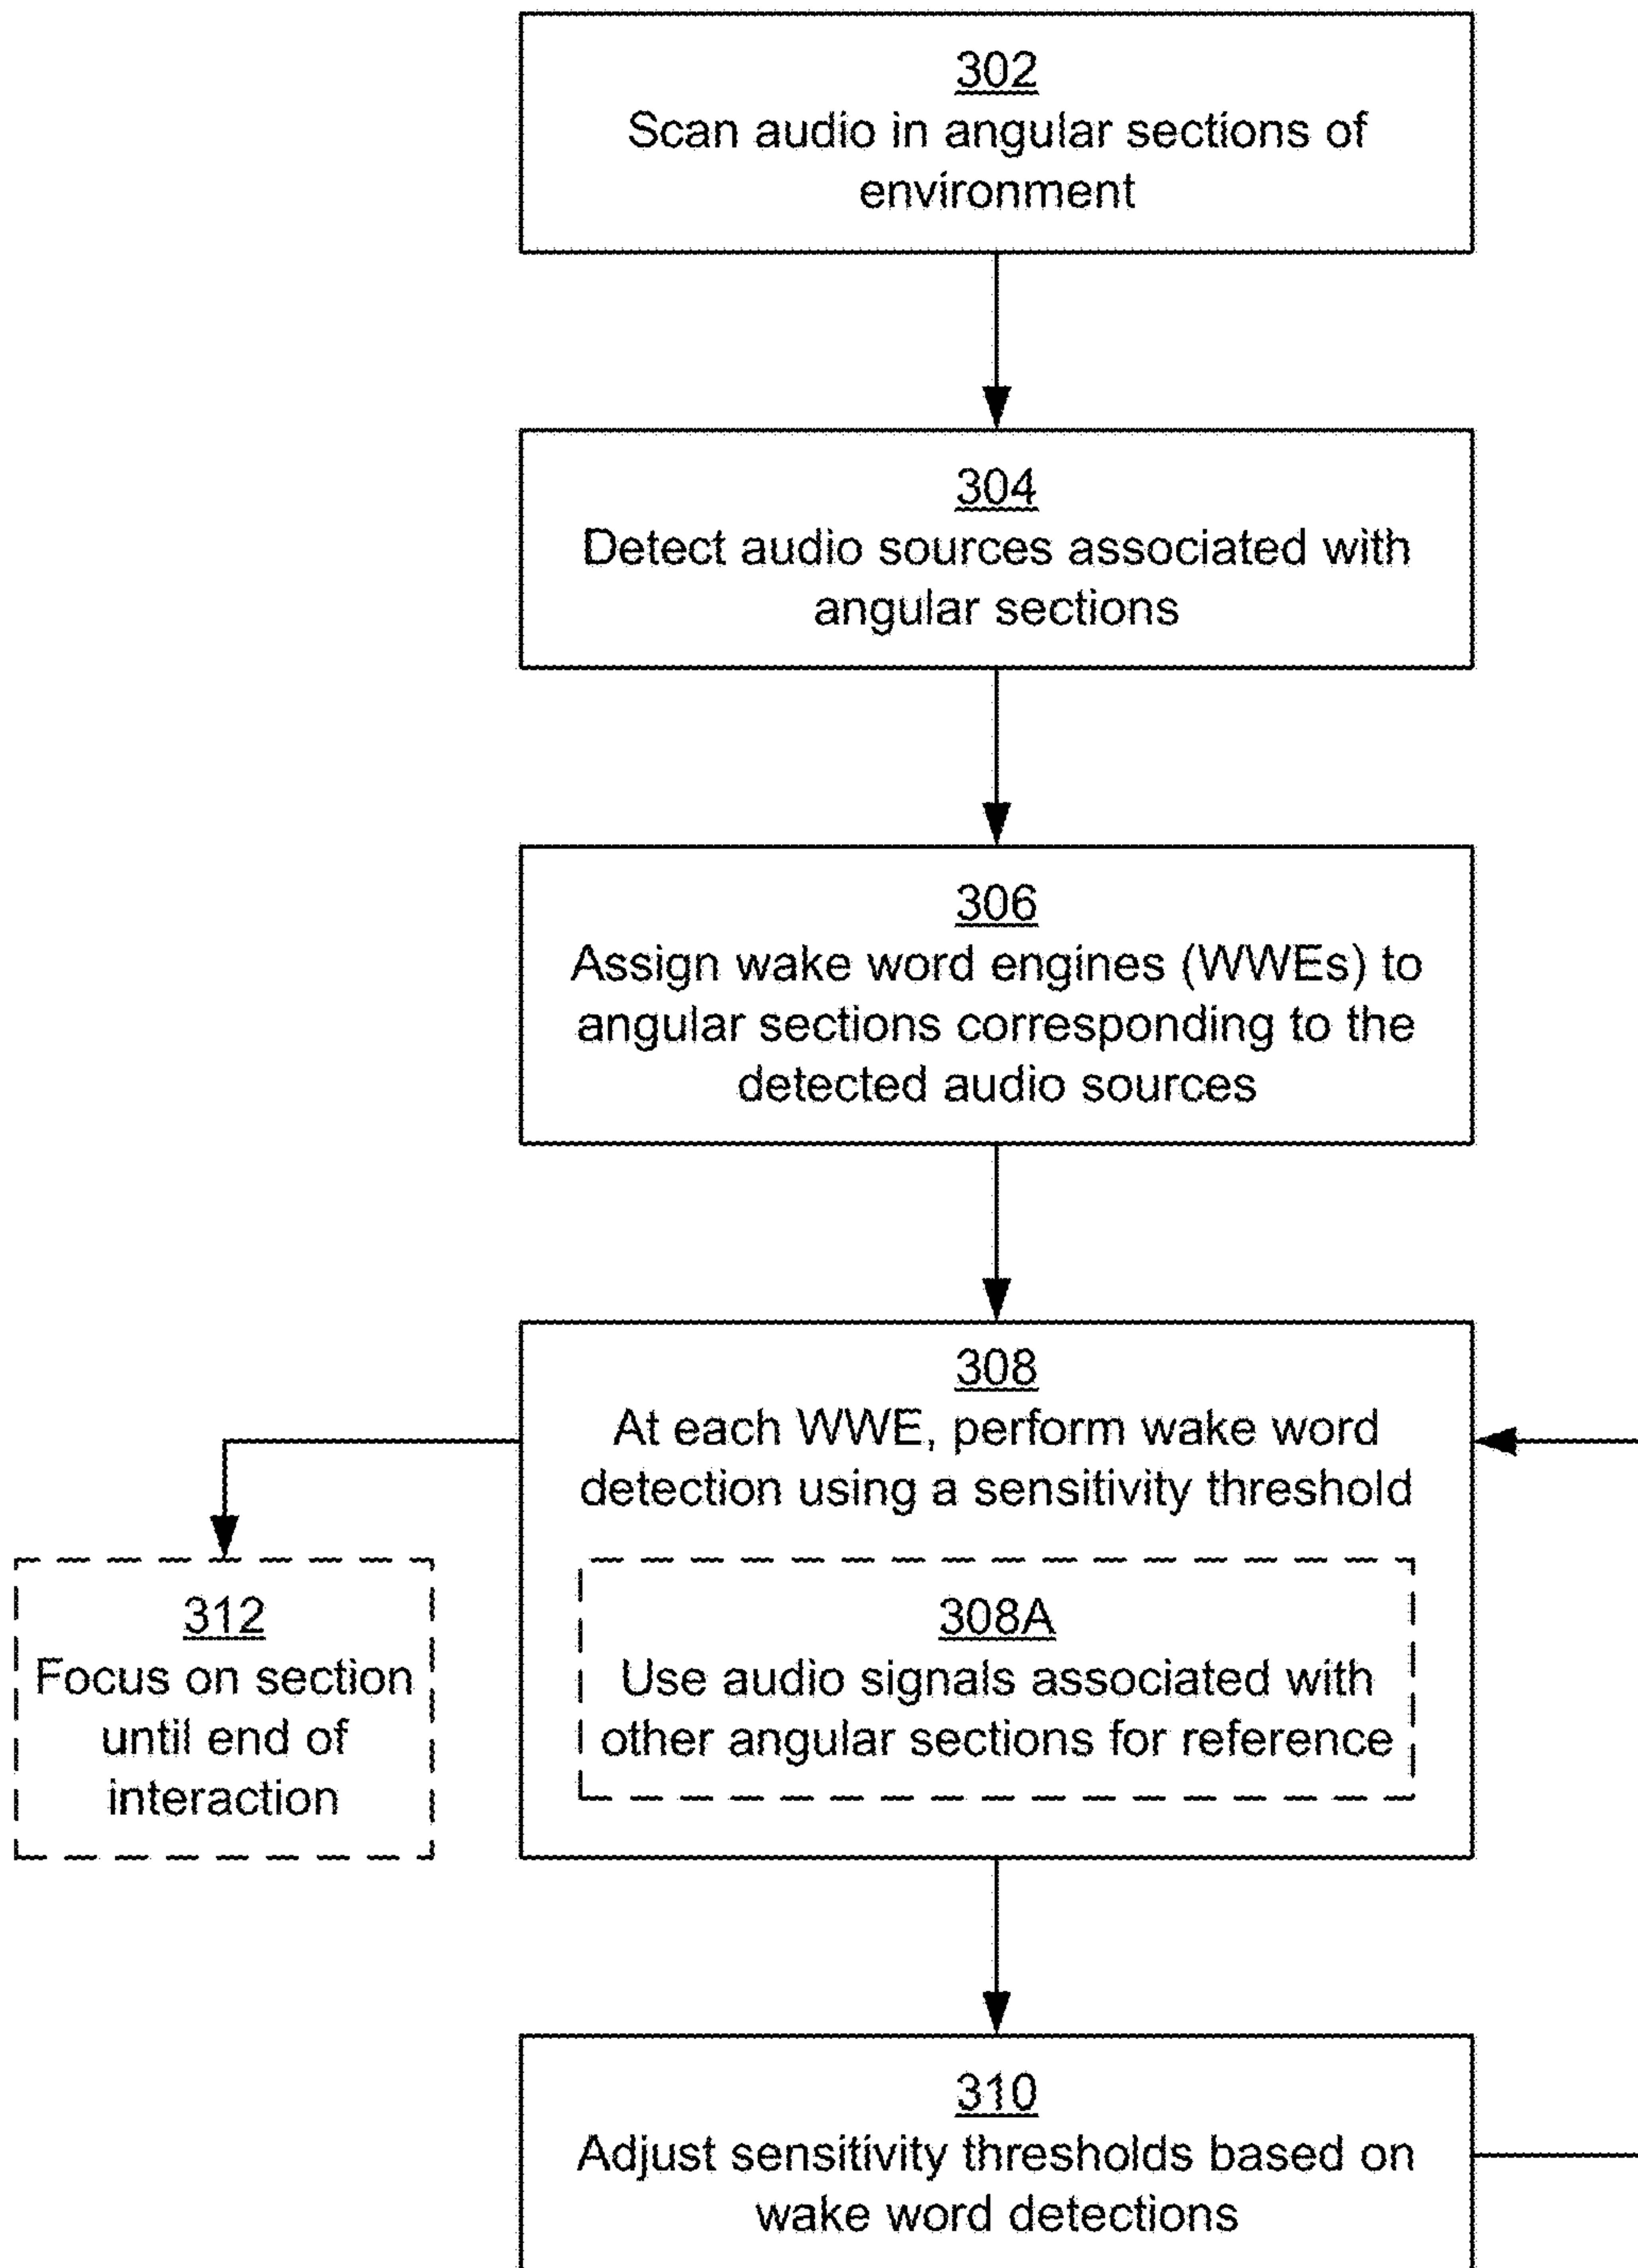 302
Scan audio in angular sections of
environment
304
Detect audio sources associated with
angular sections
306
Assign wake word engines (WWEs) to
angular sections corresponding to the
detected audio sources
308
At each WWE, perform wake word
detection using a sensitivity threshold
308A
Use audio signals associated with
other angular sections for reference
312
Focus on section
until end of
interaction
310
Adjust sensitivity thresholds based on
wake word detections